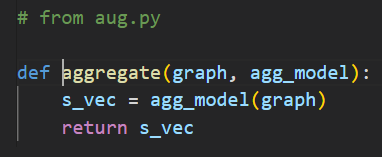 # from aug.py
def aggregate(graph, agg_model):
    s_vec = agg_model(graph)
    return s_vec